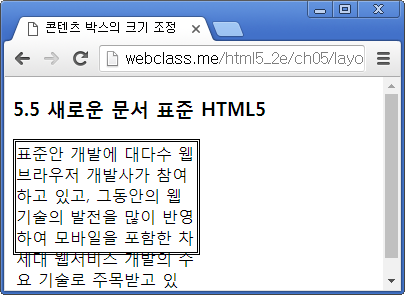 콘텐츠 박스의 크기 조정
webclass.me/html5_2e/ch05/layo
5.5 새로운 문서 표준 HTML5
표준안 개발에 대다수 웹
브라우저 개발사가 참여
하고 있고, 그동안의 웹
기술의 발전을 많이 반영
하여 모바일을 포함한 차
세대 웹서비스 개발의 수
요 기술로 주목받고 있